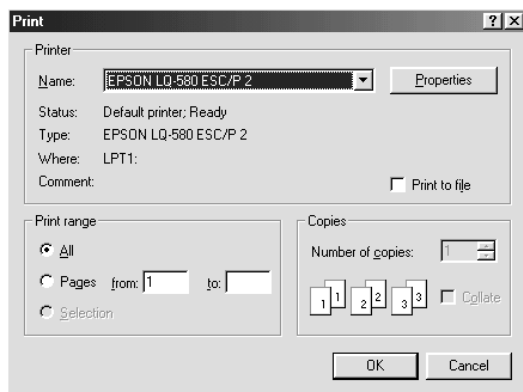 Print
Printer
Name: EPSON LQ-580 ESC/P 2 Properties
Status: Default printer; Ready
Type: EPSON LQ-580 ESC/P 2
Where: LPT1:
Comment: Print to file
Print range
All
Pages from: 1 to:
Selection
Copies
Number of copies: 1
1 1 2 2 3 3 Collate
OK Cancel